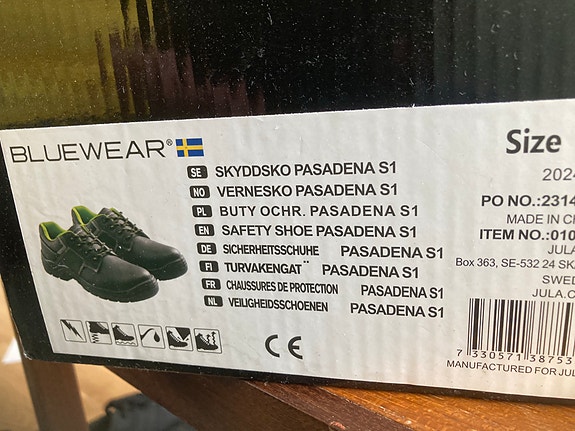 BLUEWEAR®
SE SKYDDSKO PASADENA S1
NO VERNESKO PASADENA S1
PL BUTY OCHR. PASADENA S1
EN SAFETY SHOE PASADENA S1
DE SICHERHEITSSCHUHE PASADENA S1
FI TURVAKENGAT¨ PASADENA S1
FR CHAUSSURES DE PROTECTION PASADENA S1
NL VEILIGHEIDSSCHOENEN PASADENA S1
CE
Size
2024
PO NO.:2314
MADE IN
ITEM NO.:010
JULA
Box 363, SE-532 24
SWED
JULA.C
7 330571 38753
MANUFACTURED FOR JUL